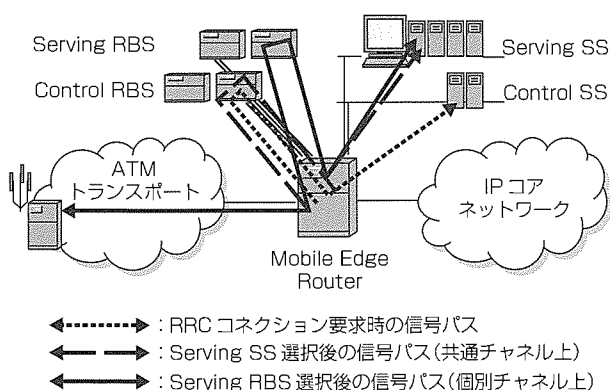 Serving RBS
Serving SS
Control RBS
Control SS
ATM
トランスポート
IP コア
ネットワーク
Mobile Edge
Router
：RRC コネクション要求時の信号パス
：Serving SS 選択後の信号パス(共通チャネル上)
：Serving RBS 選択後の信号パス(個別チャネル上)